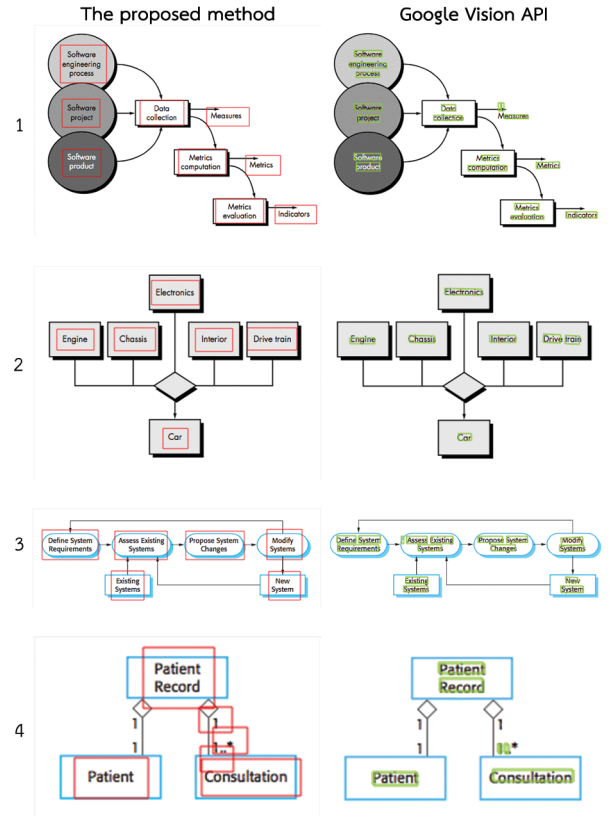 The proposed method
Google Vision API
1
Software
engineering
process
Software
project
Software
product
Data
collection
Measures
Metrics
computation
Metrics
Metrics
evaluation
Indicators
Software
engineering
process
Software
project
Software
product
Data
collection
Measures
Metrics
computation
Metrics
Metrics
evaluation
Indicators
2
Electronics
Engine
Chassis
Interior
Drive train
Car
Electronics
Engine
Chassis
Interior
Drive train
Car
3
Define System
Requirements
Assess Existing
Systems
Propose System
Changes
Modify
Systems
Existing
Systems
New
System
Define System
Requirements
Assess Existing
Systems
Propose System
Changes
Modify
Systems
Existing
Systems
New
System
4
Patient
Record
1
1
1
1..*
Patient
Consultation
Patient
Record
1
1
1
1..*
Patient
Consultation